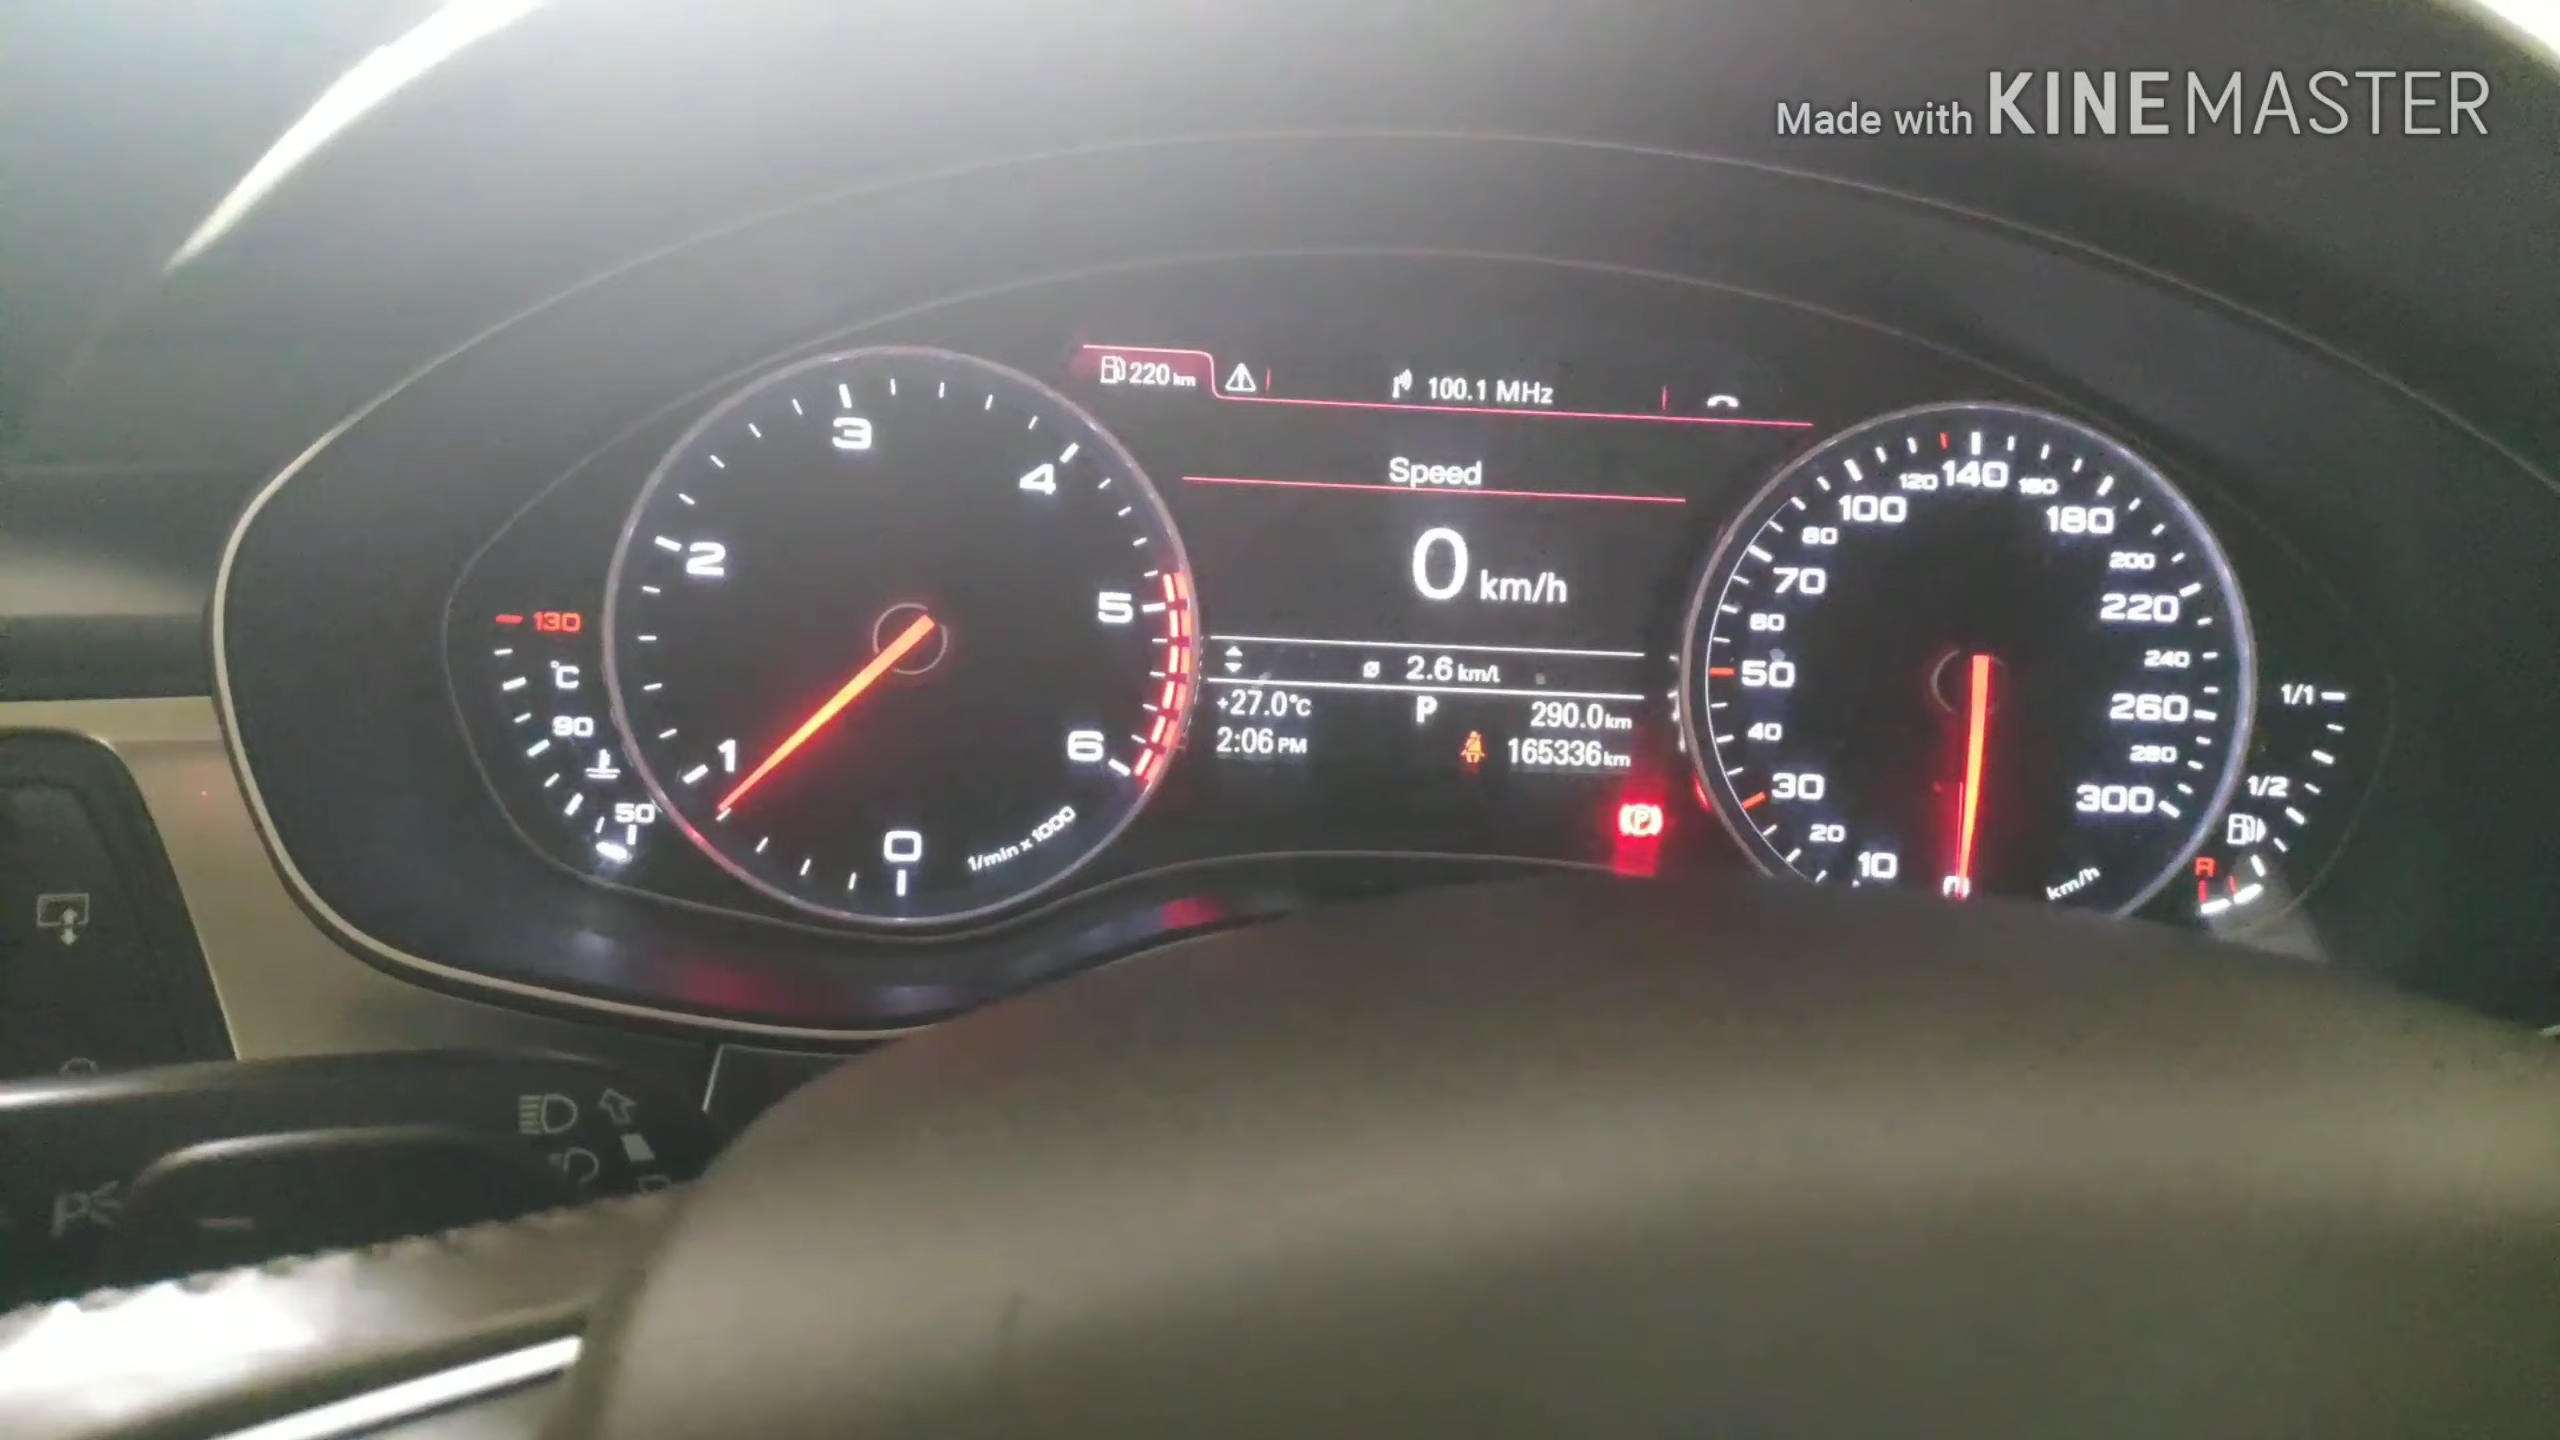 Made with KINEMASTER
220 km
100.1 MHz
Speed
0 km/h
ø 2.6 km/l
+27.0°C P 290.0 km
2:06 PM 165336 km
(P)
0 1 2 3 4 5 6
1/min x 1000
130
°C
90
50
10 20 30 40 50 60 70 80 100 120 140 160 180 200 220 240 260 280 300
km/h
1/1
1/2
R